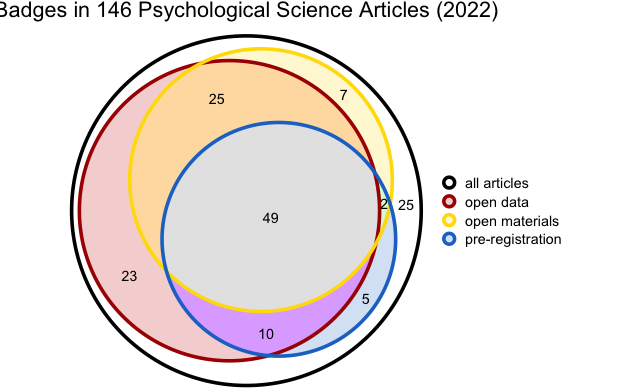 Badges in 146 Psychological Science Articles (2022)
25
7
49
2
25
23
5
10
all articles
open data
open materials
pre-registration